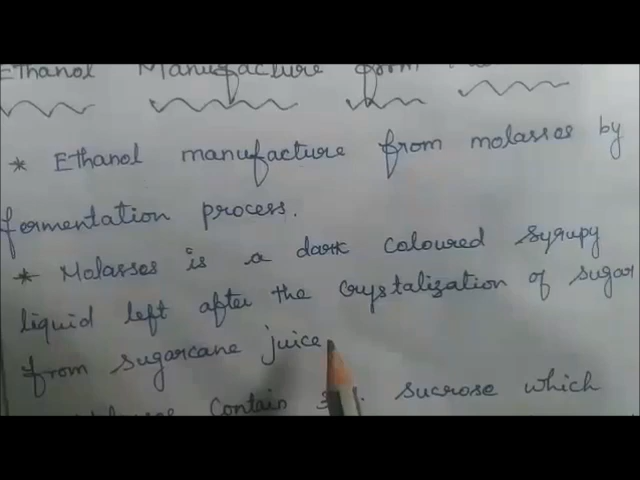 Ethanol Manufacture from
* Ethanol manufacture from molasses by
fermentation process.
* Molasses is a dark coloured syrupy
liquid left after the crystalization of sugar
from sugarcane juice
contain sucrose which